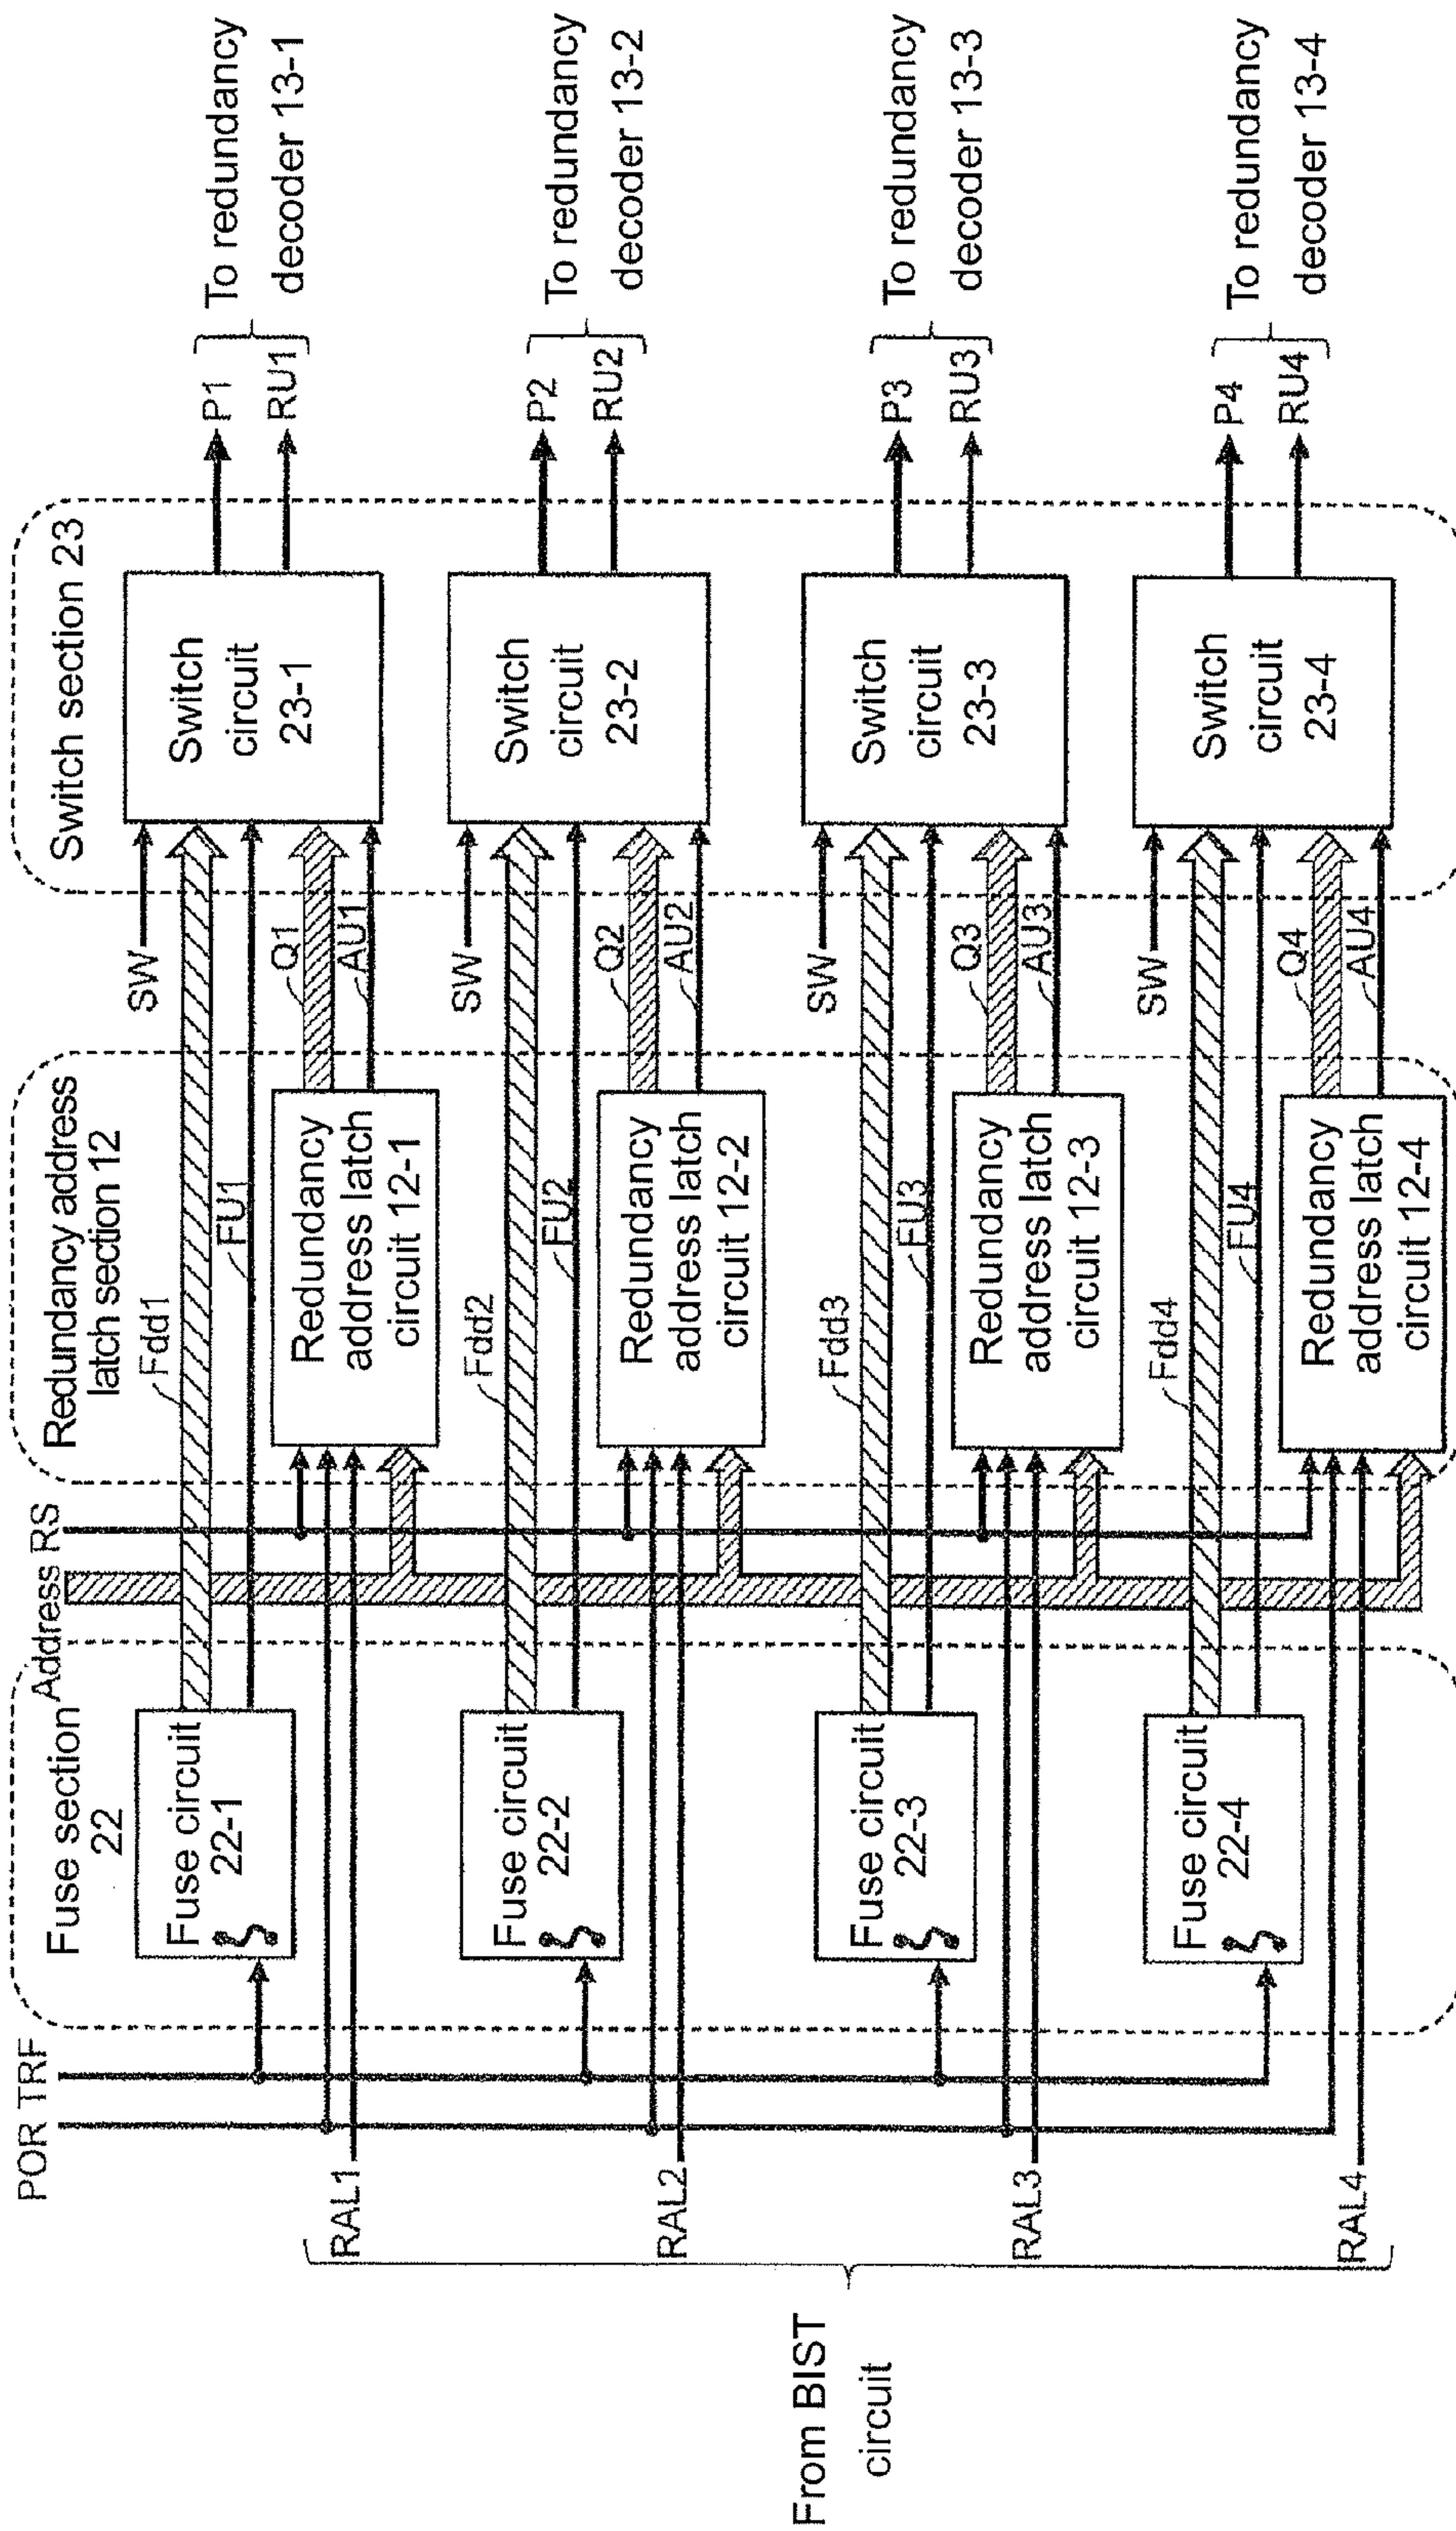 POR TRF
Address RS
Fuse section
22
Redundancy address
latch section 12
Switch section 23
Fuse circuit
22-1
Fdd1
FU1
Redundancy
address latch
circuit 12-1
SW
Q1
AU1
Switch
circuit
23-1
P1
RU1
To redundancy
decoder 13-1
RAL1
Fuse circuit
22-2
Fdd2
FU2
Redundancy
address latch
circuit 12-2
SW
Q2
AU2
Switch
circuit
23-2
P2
RU2
To redundancy
decoder 13-2
RAL2
From BIST
circuit
Fuse circuit
22-3
Fdd3
FU3
Redundancy
address latch
circuit 12-3
SW
Q3
AU3
Switch
circuit
23-3
P3
RU3
To redundancy
decoder 13-3
RAL3
Fuse circuit
22-4
Fdd4
FU4
Redundancy
address latch
circuit 12-4
SW
Q4
AU4
Switch
circuit
23-4
P4
RU4
To redundancy
decoder 13-4
RAL4